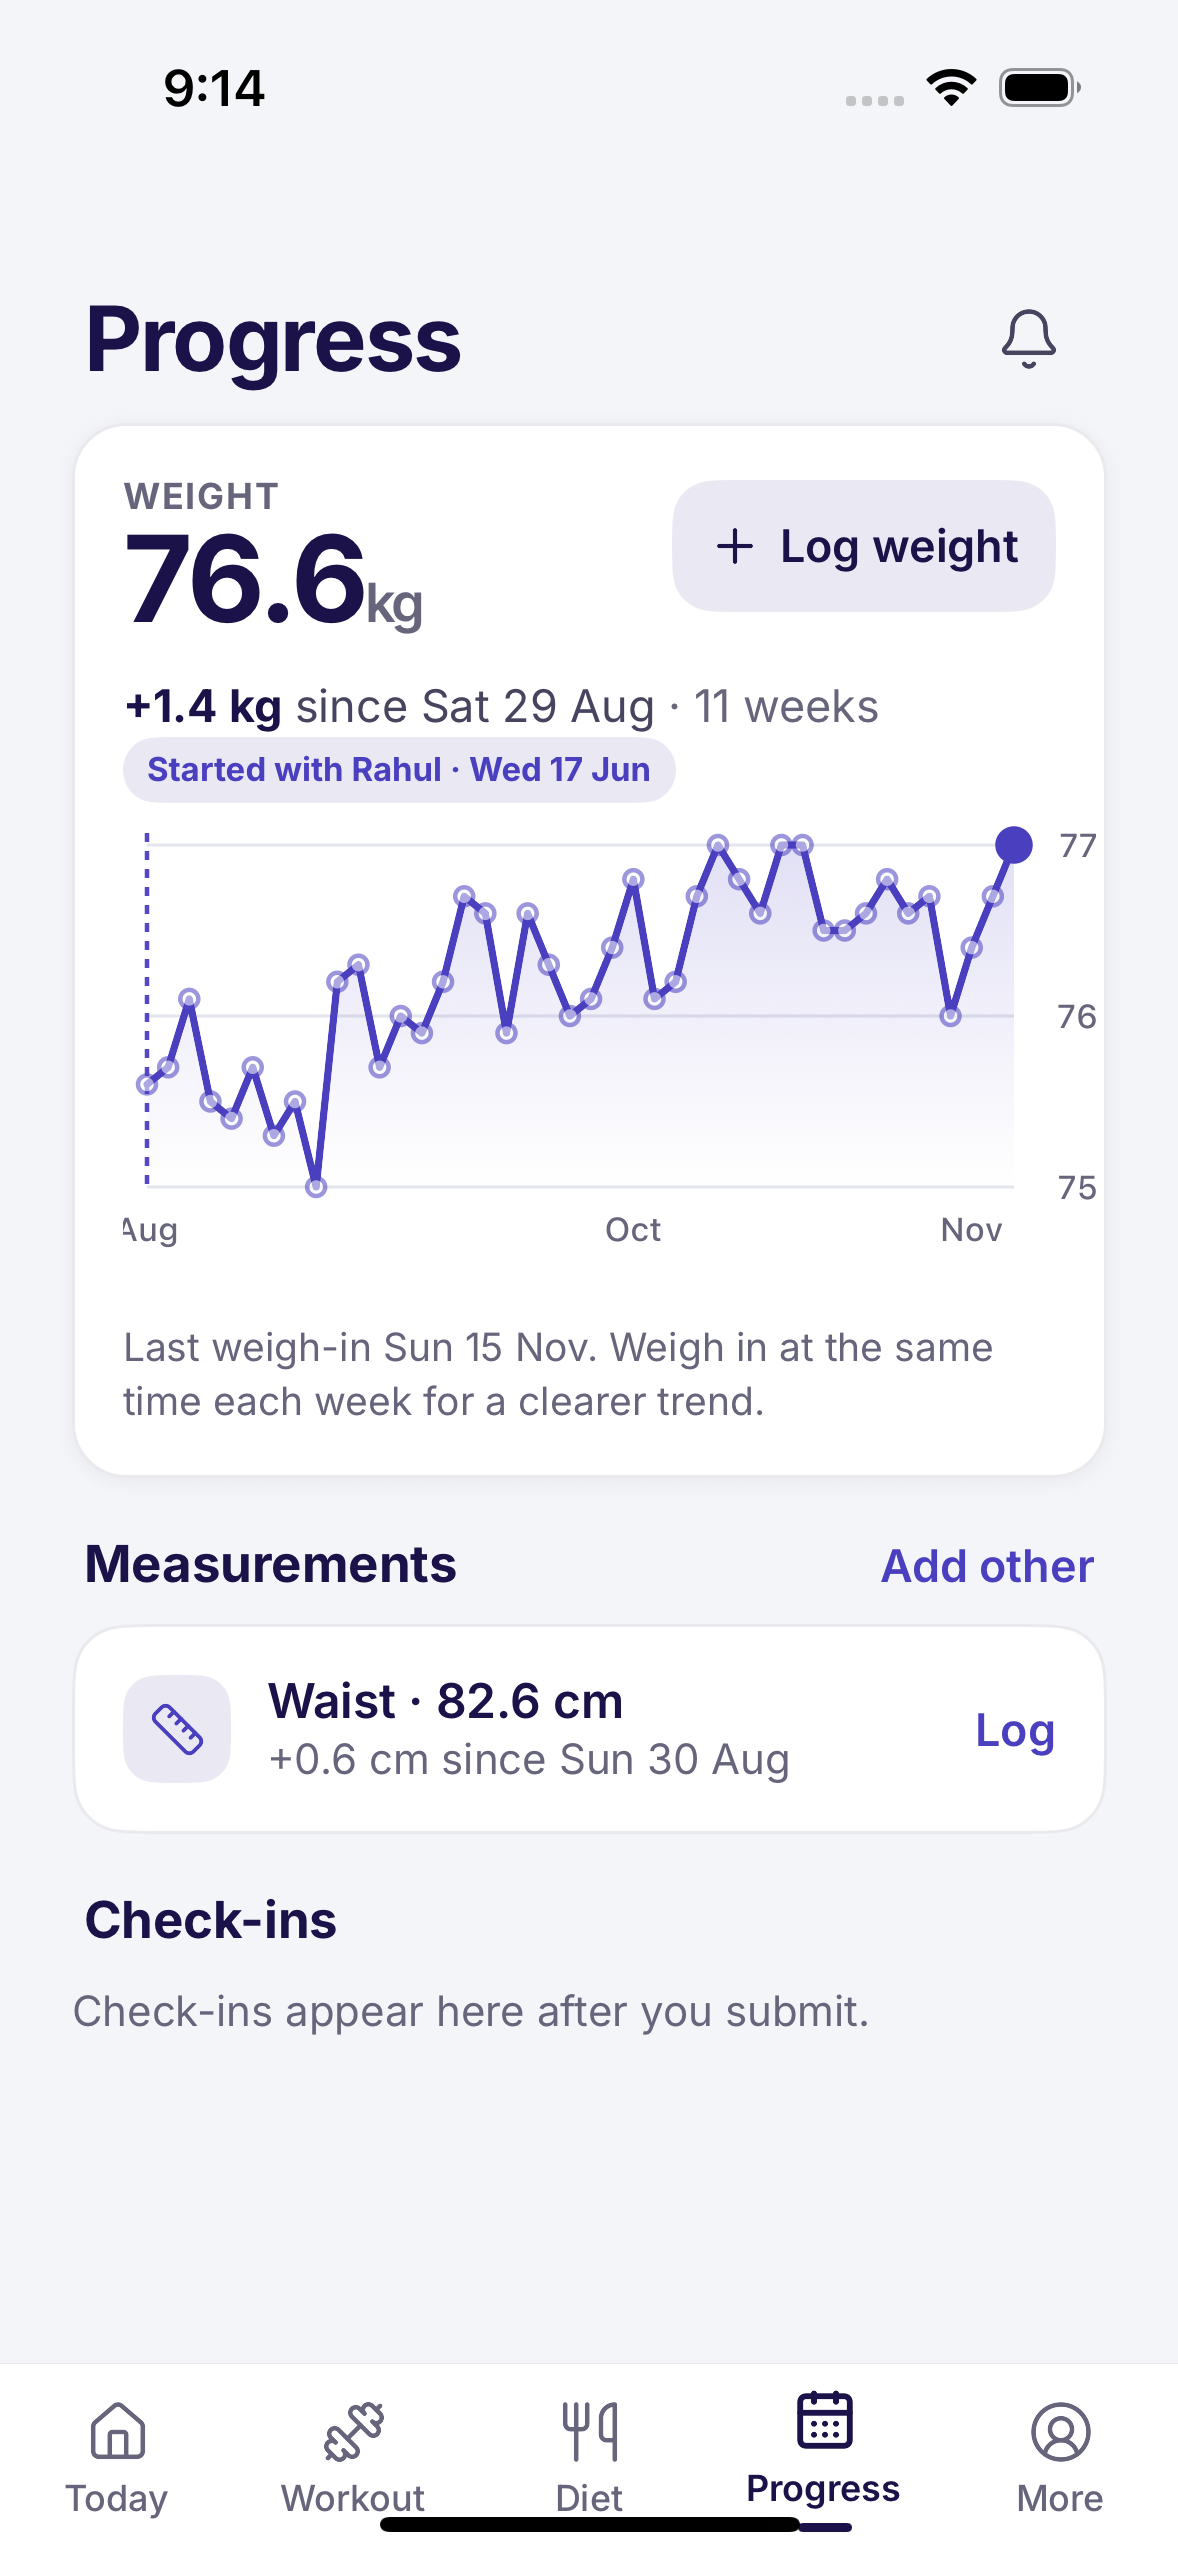 9:14
Progress
WEIGHT
76.6kg
Log weight
+1.4 kg since Sat 29 Aug · 11 weeks
Started with Rahul · Wed 17 Jun
77
76
75
Aug
Oct
Nov
Last weigh-in Sun 15 Nov. Weigh in at the same
time each week for a clearer trend.
Measurements
Add other
Waist · 82.6 cm
+0.6 cm since Sun 30 Aug
Log
Check-ins
Check-ins appear here after you submit.
Today
Workout
Diet
Progress
More